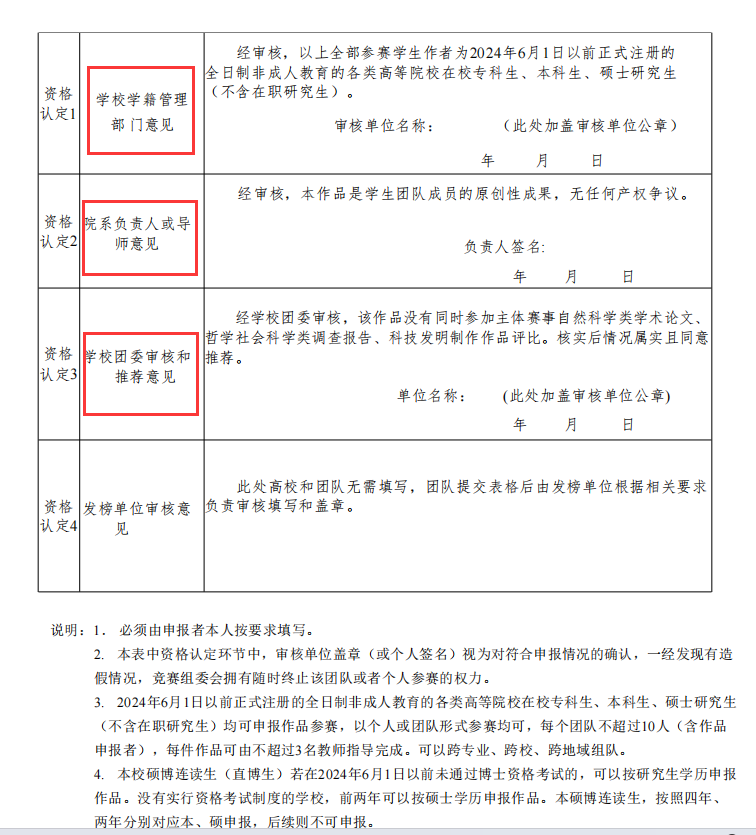 资格
认定1
学校学籍管理
部 门意见
经审核，以上全部参赛学生作者为2024年6月1日以前正式注册的
全日制非成人教育的各类高等院校在校专科生、本科生、硕士研究生
（不含在职研究生）。
审核单位名称： （此处加盖审核单位公章）
年 月 日
资格
认定2
院系负责人或导
师意见
经审核，本作品是学生团队成员的原创性成果，无任何产权争议。
负责人签名:
年 月 日
资格
认定3
学校团委审核和
推荐意见
经学校团委审核，该作品没有同时参加主体赛事自然科学类学术论文、
哲学社会科学类调查报告、科技发明制作作品评比。核实后情况属实且同意
推荐。
单位名称： (此处加盖审核单位公章)
年 月 日
资格
认定4
发榜单位审核意
见
此处高校和团队无需填写，团队提交表格后由发榜单位根据相关要求
负责审核填写和盖章。
说明：1. 必须由申报者本人按要求填写。
2. 本表中资格认定环节中，审核单位盖章（或个人签名）视为对符合申报情况的确认，一经发现有造
假情况，竞赛组委会拥有随时终止该团队或者个人参赛的权力。
3. 2024年6月1日以前正式注册的全日制非成人教育的各类高等院校在校专科生、本科生、硕士研究生
（不含在职研究生）均可申报作品参赛，以个人或团队形式参赛均可，每个团队不超过10人（含作品
申报者），每件作品可由不超过3名教师指导完成。可以跨专业、跨校、跨地域组队。
4. 本校硕博连读生（直博生）若在2024年6月1日以前未通过博士资格考试的，可以按研究生学历申报
作品。没有实行资格考试制度的学校，前两年可以按硕士学历申报作品。本硕博连读生，按照四年、
两年分别对应本、硕申报，后续则不可申报。